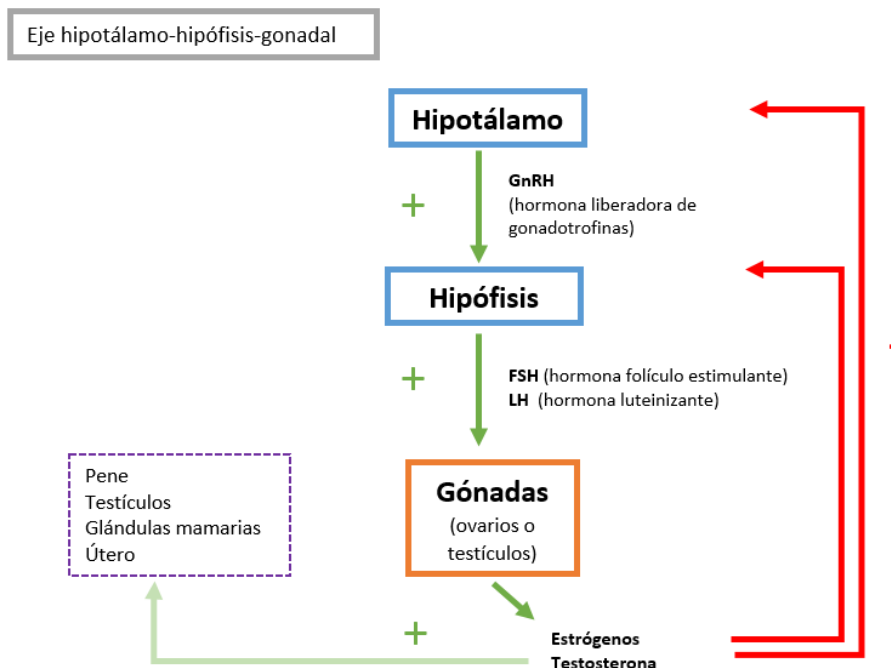 Eje hipotálamo-hipófisis-gonadal
Hipotálamo
+
GnRH
(hormona liberadora de
gonadotrofinas)
Hipófisis
+
FSH (hormona folículo estimulante)
LH (hormona luteinizante)
Gónadas
(ovarios o
testículos)
Pene
Testículos
Glándulas mamarias
Útero
+
Estrógenos
Testosterona